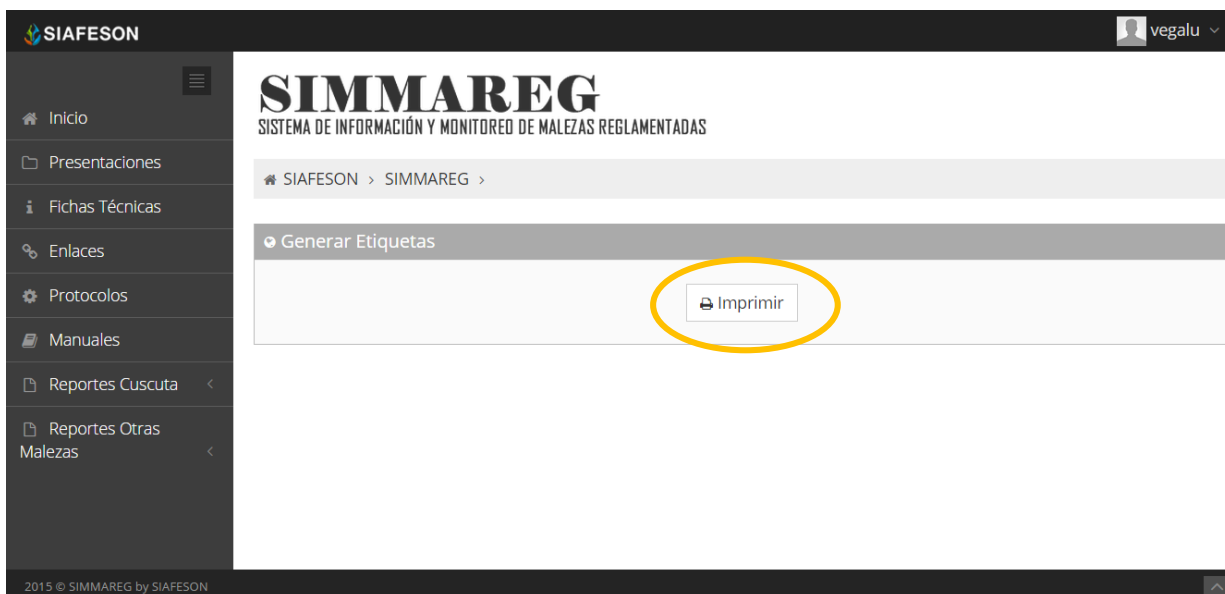 SIAFESON
vegalu
Inicio
Presentaciones
Fichas Técnicas
Enlaces
Protocolos
Manuales
Reportes Cuscuta
Reportes Otras
Malezas
SIMMAREG
SISTEMA DE INFORMACIÓN Y MONITOREO DE MALEZAS REGLAMENTADAS
SIAFESON > SIMMAREG >
Generar Etiquetas
Imprimir
2015 © SIMMAREG by SIAFESON